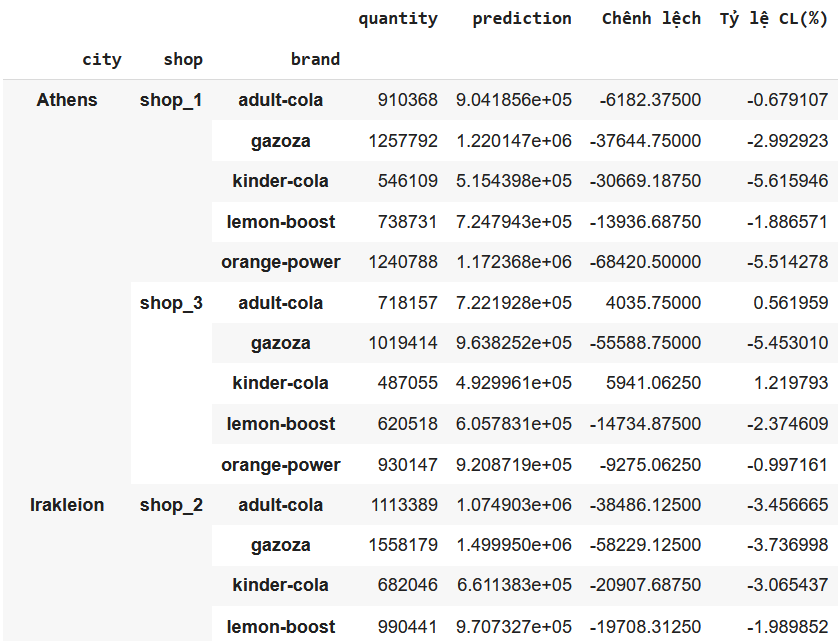 quantity prediction Chênh lệch Tỷ lệ CL(%)
city shop brand
Athens shop_1 adult-cola 910368 9.041856e+05 -6182.37500 -0.679107
gazoza 1257792 1.220147e+06 -37644.75000 -2.992923
kinder-cola 546109 5.154398e+05 -30669.18750 -5.615946
lemon-boost 738731 7.247943e+05 -13936.68750 -1.886571
orange-power 1240788 1.172368e+06 -68420.50000 -5.514278
shop_3 adult-cola 718157 7.221928e+05 4035.75000 0.561959
gazoza 1019414 9.638252e+05 -55588.75000 -5.453010
kinder-cola 487055 4.929961e+05 5941.06250 1.219793
lemon-boost 620518 6.057831e+05 -14734.87500 -2.374609
orange-power 930147 9.208719e+05 -9275.06250 -0.997161
Irakleion shop_2 adult-cola 1113389 1.074903e+06 -38486.12500 -3.456665
gazoza 1558179 1.499950e+06 -58229.12500 -3.736998
kinder-cola 682046 6.611383e+05 -20907.68750 -3.065437
lemon-boost 990441 9.707327e+05 -19708.31250 -1.989852